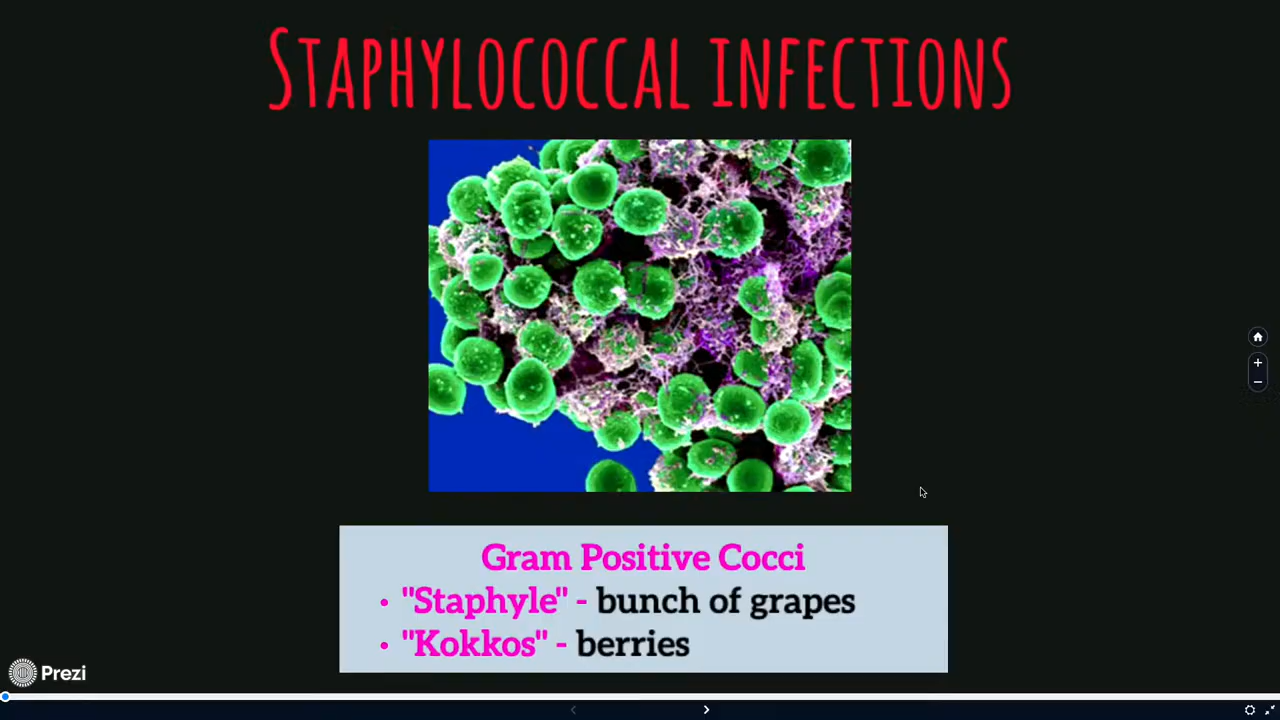 STAPHYLOCOCCAL INFECTIONS
Gram Positive Cocci
• "Staphyle" - bunch of grapes
• "Kokkos" - berries
Prezi